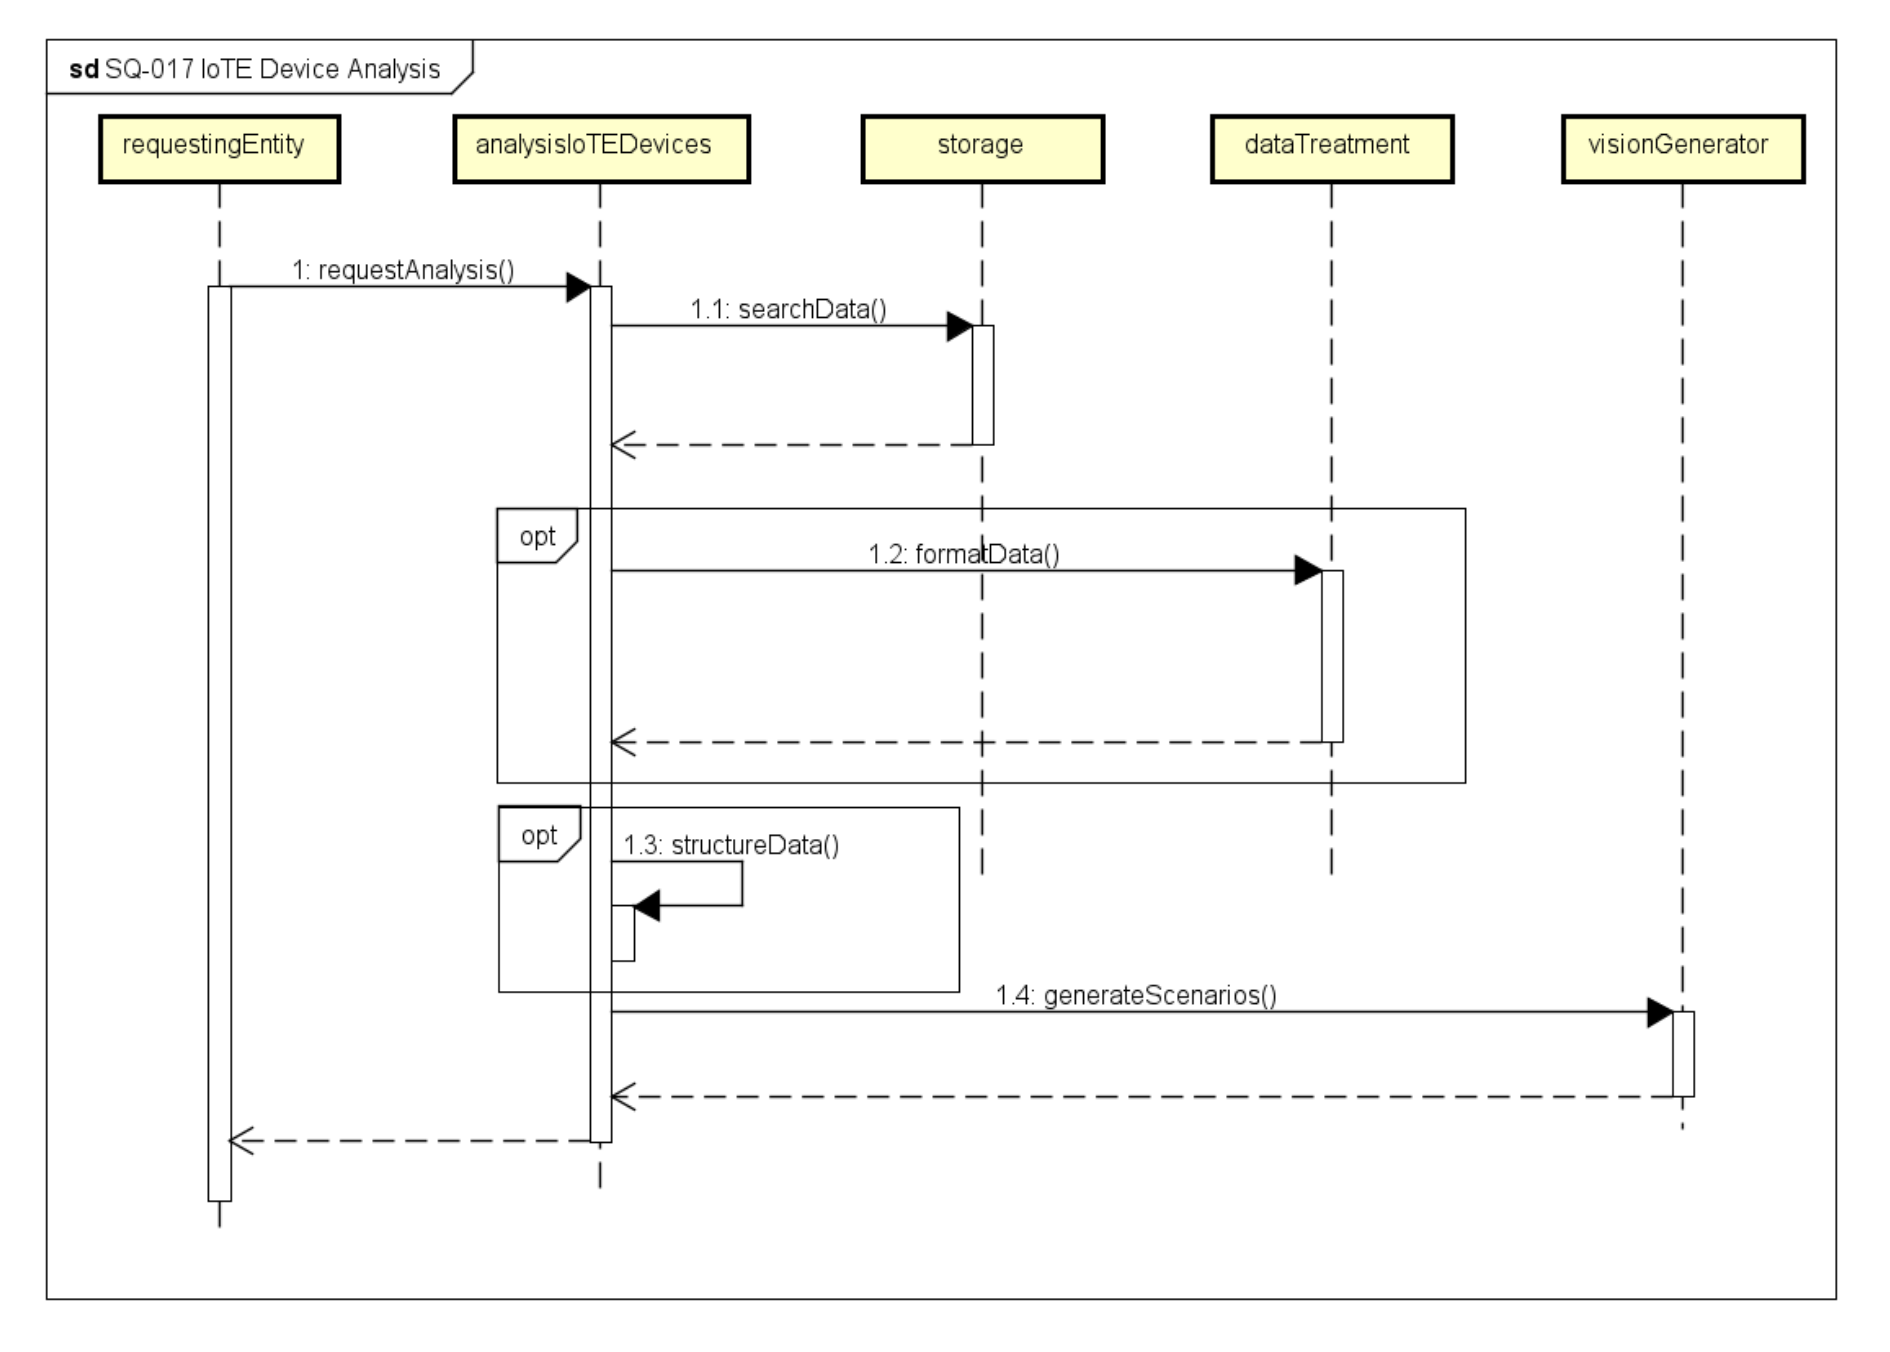 sd SQ-017 IoTE Device Analysis
requestingEntity
analysisIoTEDevices
storage
dataTreatment
visionGenerator
1: requestAnalysis()
1.1: searchData()
opt
1.2: formatData()
opt
1.3: structureData()
1.4: generateScenarios()